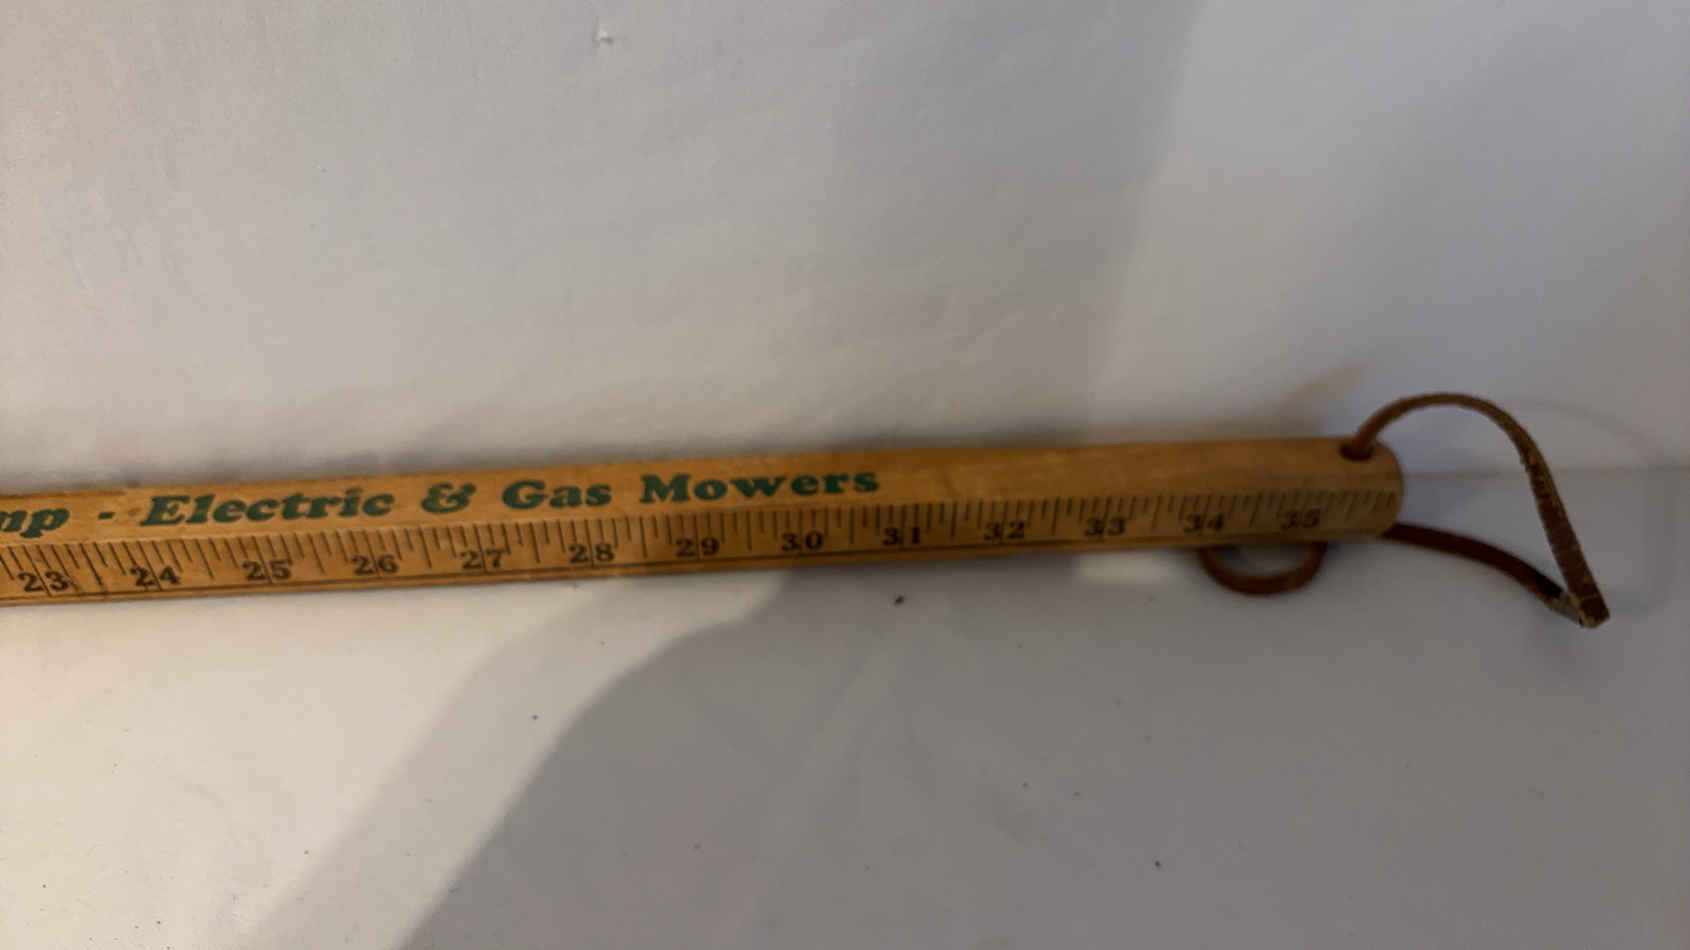 - Electric & Gas Mowers
23 24 25 26 27 28 29 30 31 32 33 34 35